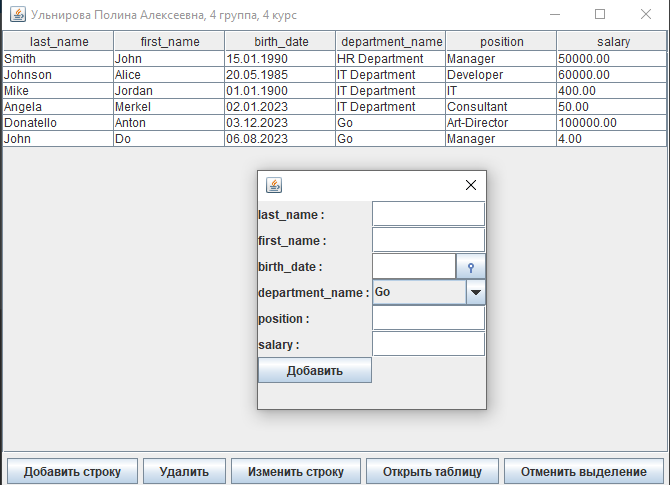 Ульнирова Полина Алексеевна, 4 группа, 4 курс
last_name first_name birth_date department_name position salary
Smith John 15.01.1990 HR Department Manager 50000.00
Johnson Alice 20.05.1985 IT Department Developer 60000.00
Mike Jordan 01.01.1900 IT Department IT 400.00
Angela Merkel 02.01.2023 IT Department Consultant 50.00
Donatello Anton 03.12.2023 Go Art-Director 100000.00
John Do 06.08.2023 Go Manager 4.00
last_name :
first_name :
birth_date :
department_name : Go
position :
salary :
Добавить
Добавить строку Удалить Изменить строку Открыть таблицу Отменить выделение